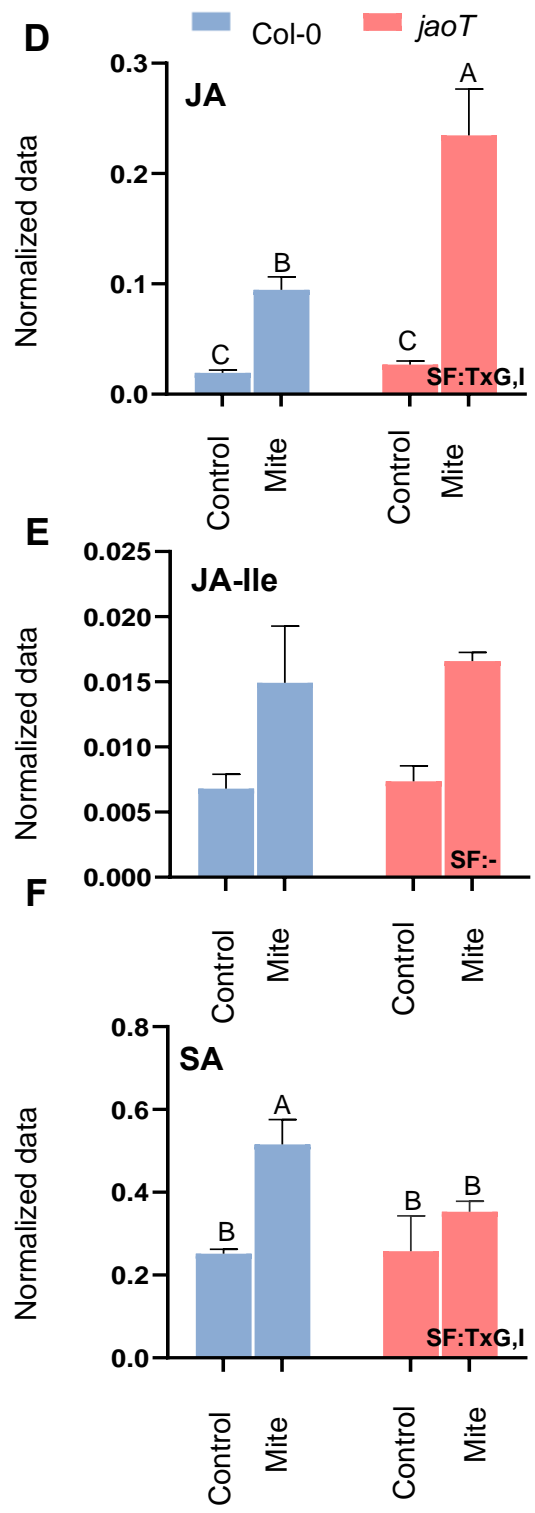 D
Col-0
jaoT
JA
Normalized data
0.3
0.2
0.1
0.0
C
B
C
A
SF:TxG,I
Control
Mite
Control
Mite
E
JA-Ile
Normalized data
0.025
0.020
0.015
0.010
0.005
0.000
SF:-
Control
Mite
Control
Mite
F
SA
Normalized data
0.8
0.6
0.4
0.2
0.0
B
A
B
B
SF:TxG,I
Control
Mite
Control
Mite